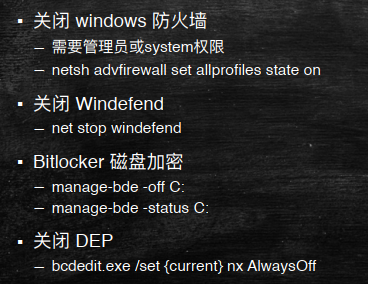 ▪ 关闭 windows 防火墙
– 需要管理员或system权限
– netsh advfirewall set allprofiles state on
▪ 关闭 Windefend
– net stop windefend
▪ Bitlocker 磁盘加密
– manage-bde -off C:
– manage-bde -status C:
▪ 关闭 DEP
– bcdedit.exe /set {current} nx AlwaysOff